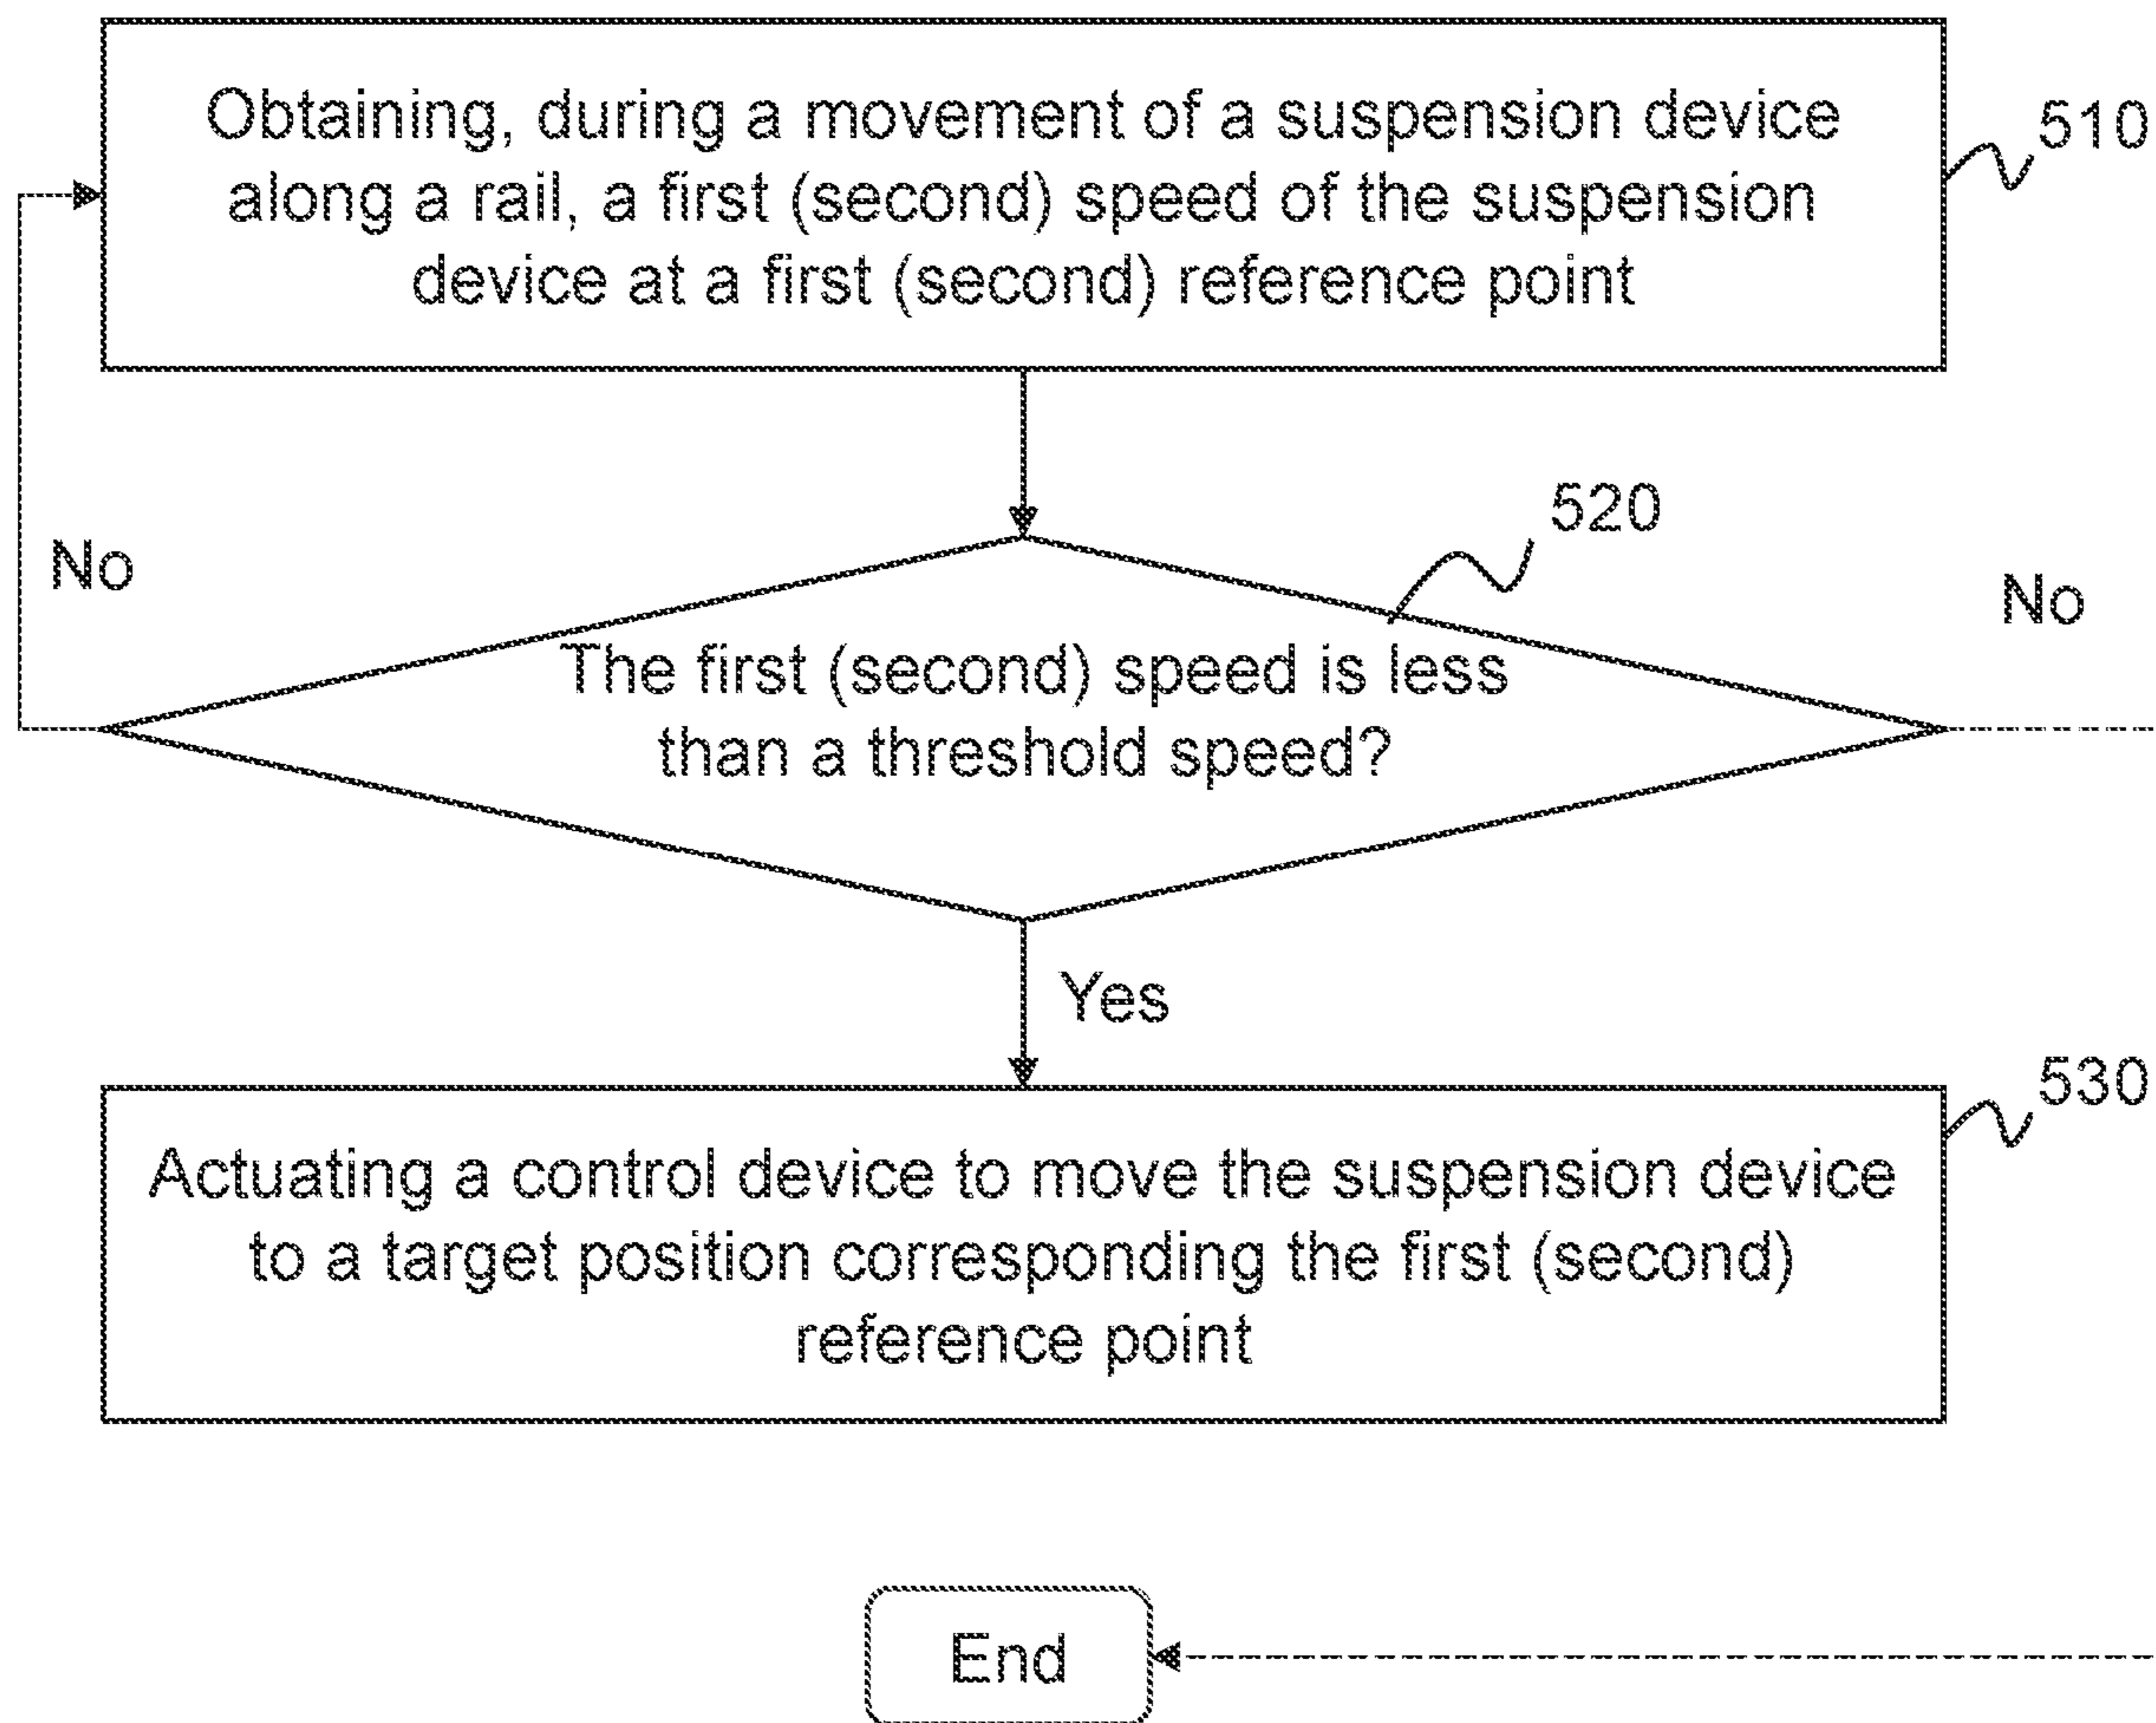 Obtaining, during a movement of a suspension device
along a rail, a first (second) speed of the suspension
device at a first (second) reference point
510
520
No
No
The first (second) speed is less
than a threshold speed?
Yes
530
Actuating a control device to move the suspension device
to a target position corresponding the first (second)
reference point
End